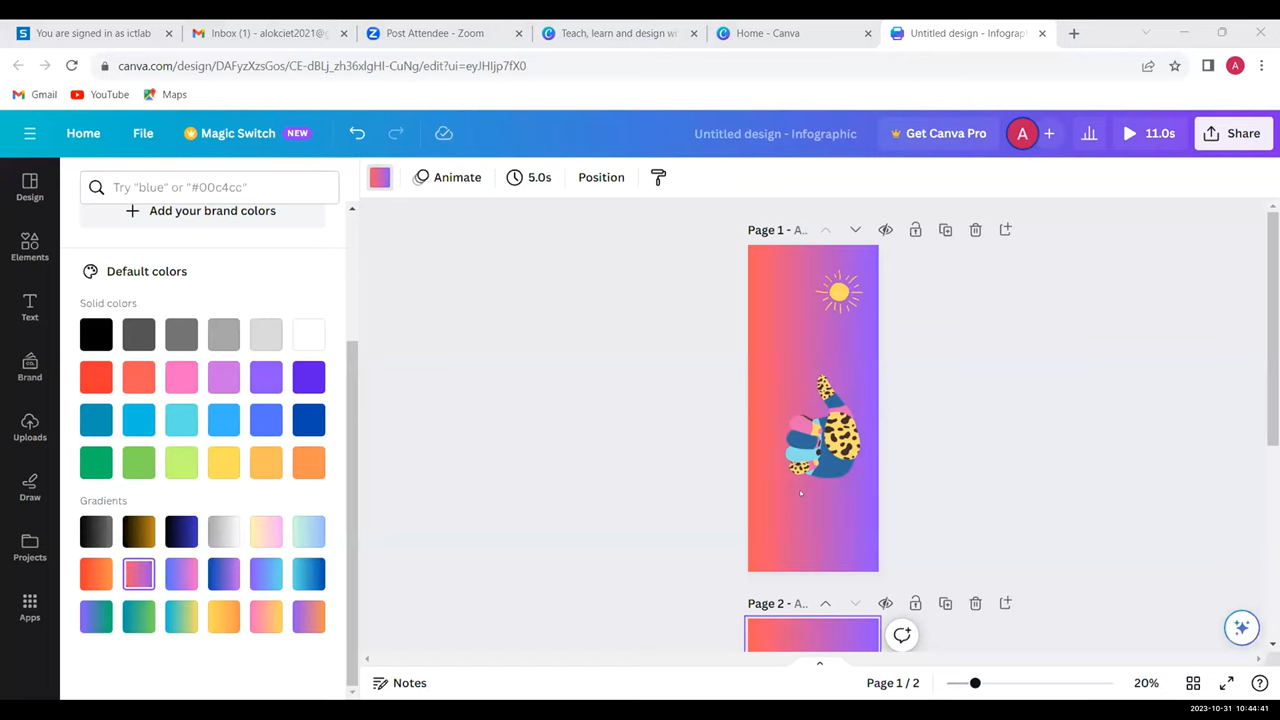 You are signed in as ictlab
Inbox (1) - alokciet2021@g
Post Attendee - Zoom
Teach, learn and design wi
Home - Canva
Untitled design - Infograph
canva.com/design/DAFyzXzsGos/CE-dBLj_zh36xlgHI-CuNg/edit?ui=eyJHIjp7fQ
A
Gmail
YouTube
Maps
Home
File
Magic Switch NEW
Untitled design - Infographic
Get Canva Pro
A
11.0s
Share
Design
Elements
Text
Brand
Uploads
Draw
Projects
Apps
Try "blue" or "#00c4cc"
Add your brand colors
Default colors
Solid colors
Gradients
Animate
5.0s
Position
Page 1 - A..
Page 2 - A..
Notes
Page 1 / 2
20%
2023-10-31 10:44:41